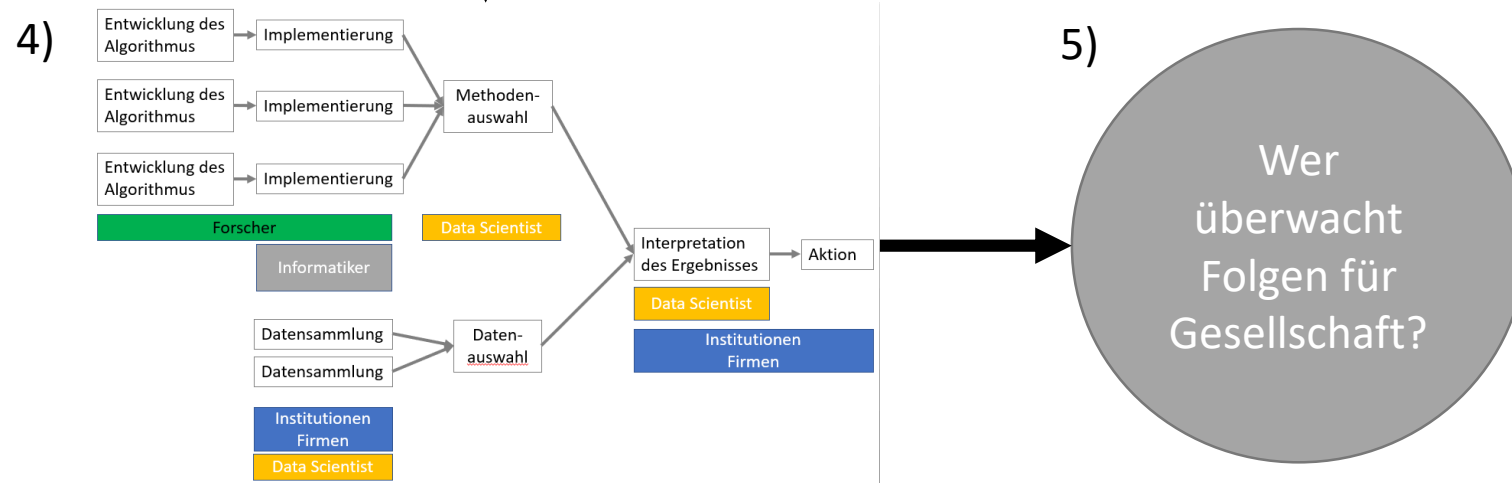 4)
Entwicklung des
Algorithmus
Implementierung
Entwicklung des
Algorithmus
Implementierung
Entwicklung des
Algorithmus
Implementierung
Methoden-
auswahl
Forscher
Data Scientist
Informatiker
Datensammlung
Datensammlung
Daten-
auswahl
Institutionen
Firmen
Data Scientist
Interpretation
des Ergebnisses
Aktion
Data Scientist
Institutionen
Firmen
5)
Wer
überwacht
Folgen für
Gesellschaft?